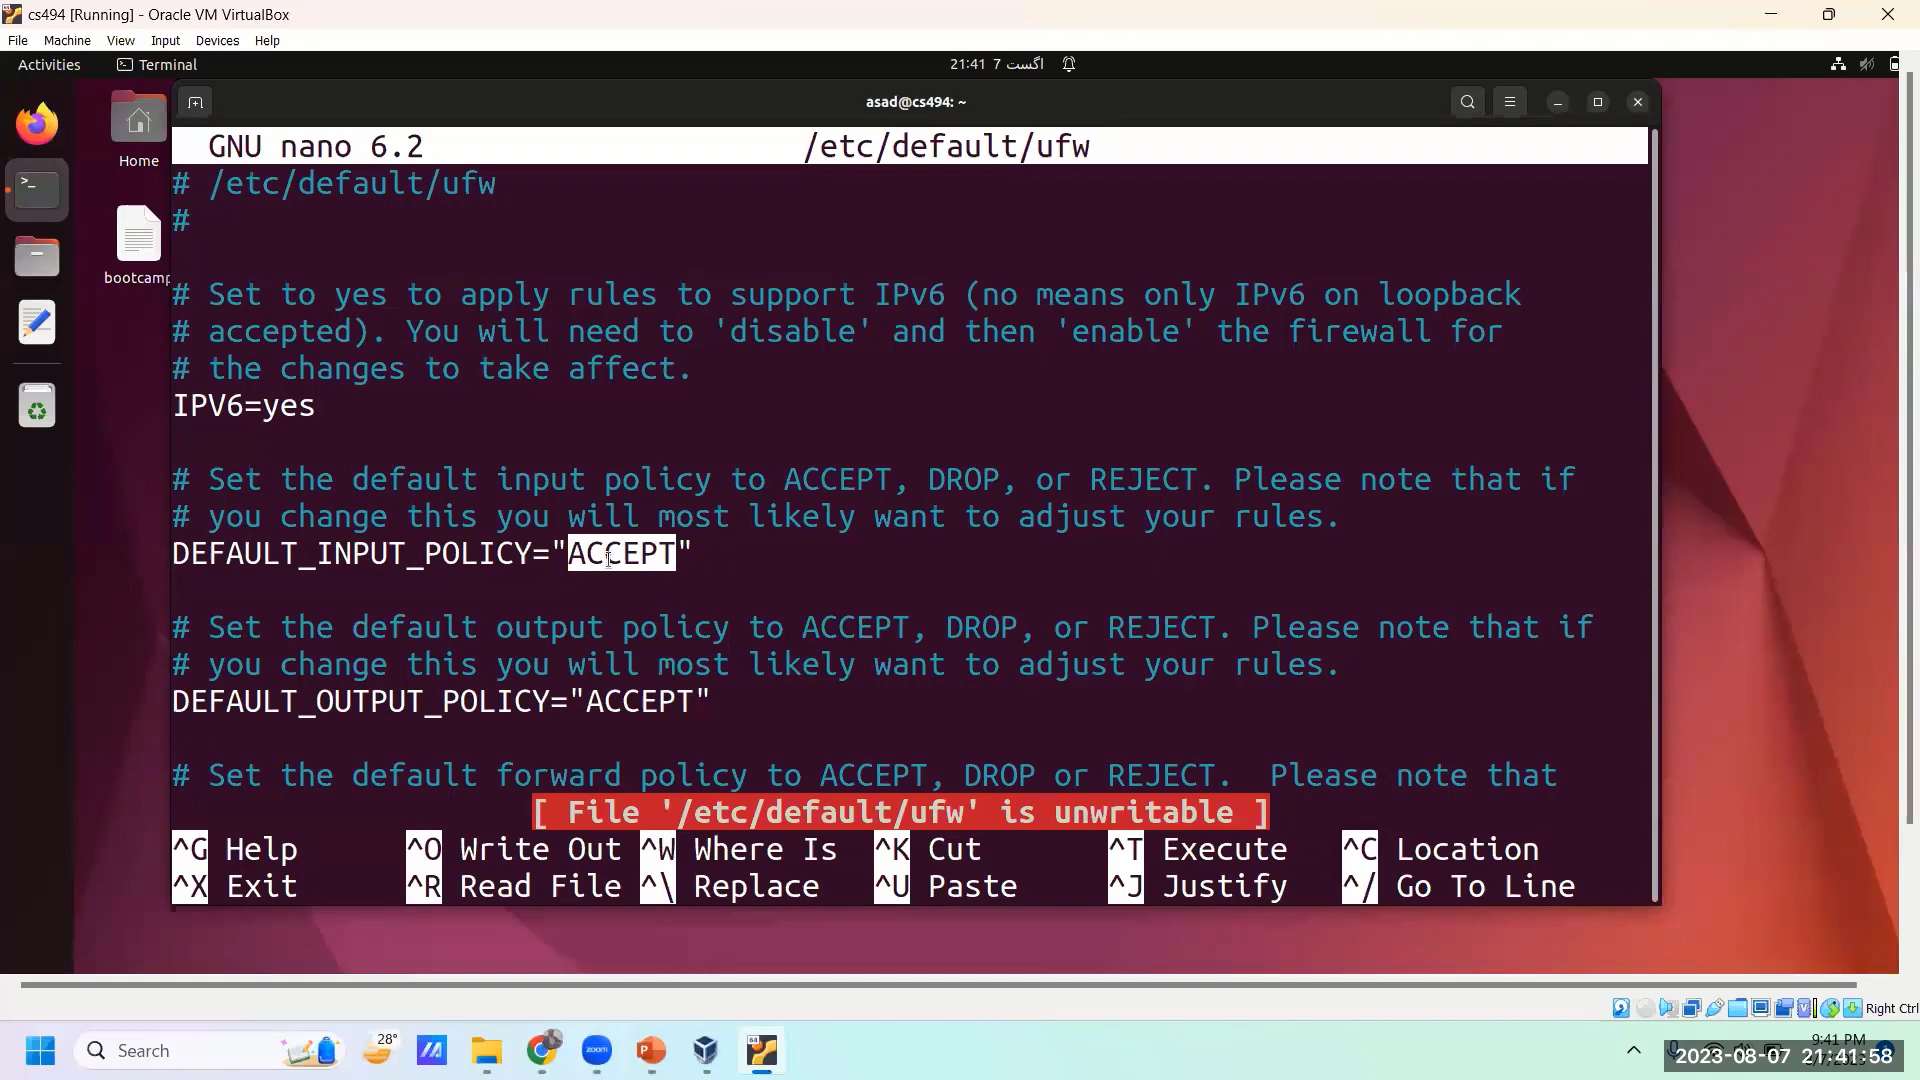 cs494 [Running] - Oracle VM VirtualBox
File Machine View Input Devices Help
Activities Terminal
21:41 7 اگست
asad@cs494: ~
Home
bootcamp
GNU nano 6.2 /etc/default/ufw
# /etc/default/ufw
#
# Set to yes to apply rules to support IPv6 (no means only IPv6 on loopback
# accepted). You will need to 'disable' and then 'enable' the firewall for
# the changes to take affect.
IPV6=yes
# Set the default input policy to ACCEPT, DROP, or REJECT. Please note that if
# you change this you will most likely want to adjust your rules.
DEFAULT_INPUT_POLICY="ACCEPT"
# Set the default output policy to ACCEPT, DROP, or REJECT. Please note that if
# you change this you will most likely want to adjust your rules.
DEFAULT_OUTPUT_POLICY="ACCEPT"
# Set the default forward policy to ACCEPT, DROP or REJECT.  Please note that
[ File '/etc/default/ufw' is unwritable ]
^G Help ^O Write Out ^W Where Is ^K Cut ^T Execute ^C Location
^X Exit ^R Read File ^\ Replace ^U Paste ^J Justify ^/ Go To Line
Right Ctrl
Search
28°
zoom
9:41 PM
2023-08-07 21:41:58